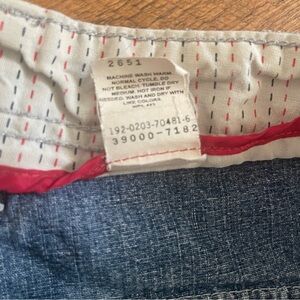 2651
MACHINE WASH WARM,
NORMAL CYCLE. DO
NOT BLEACH. TUMBLE DRY
MEDIUM. HOT IRON IF
NEEDED. WASH AND DRY WITH
LIKE COLORS.
192-0203-70481-6
39000-7182